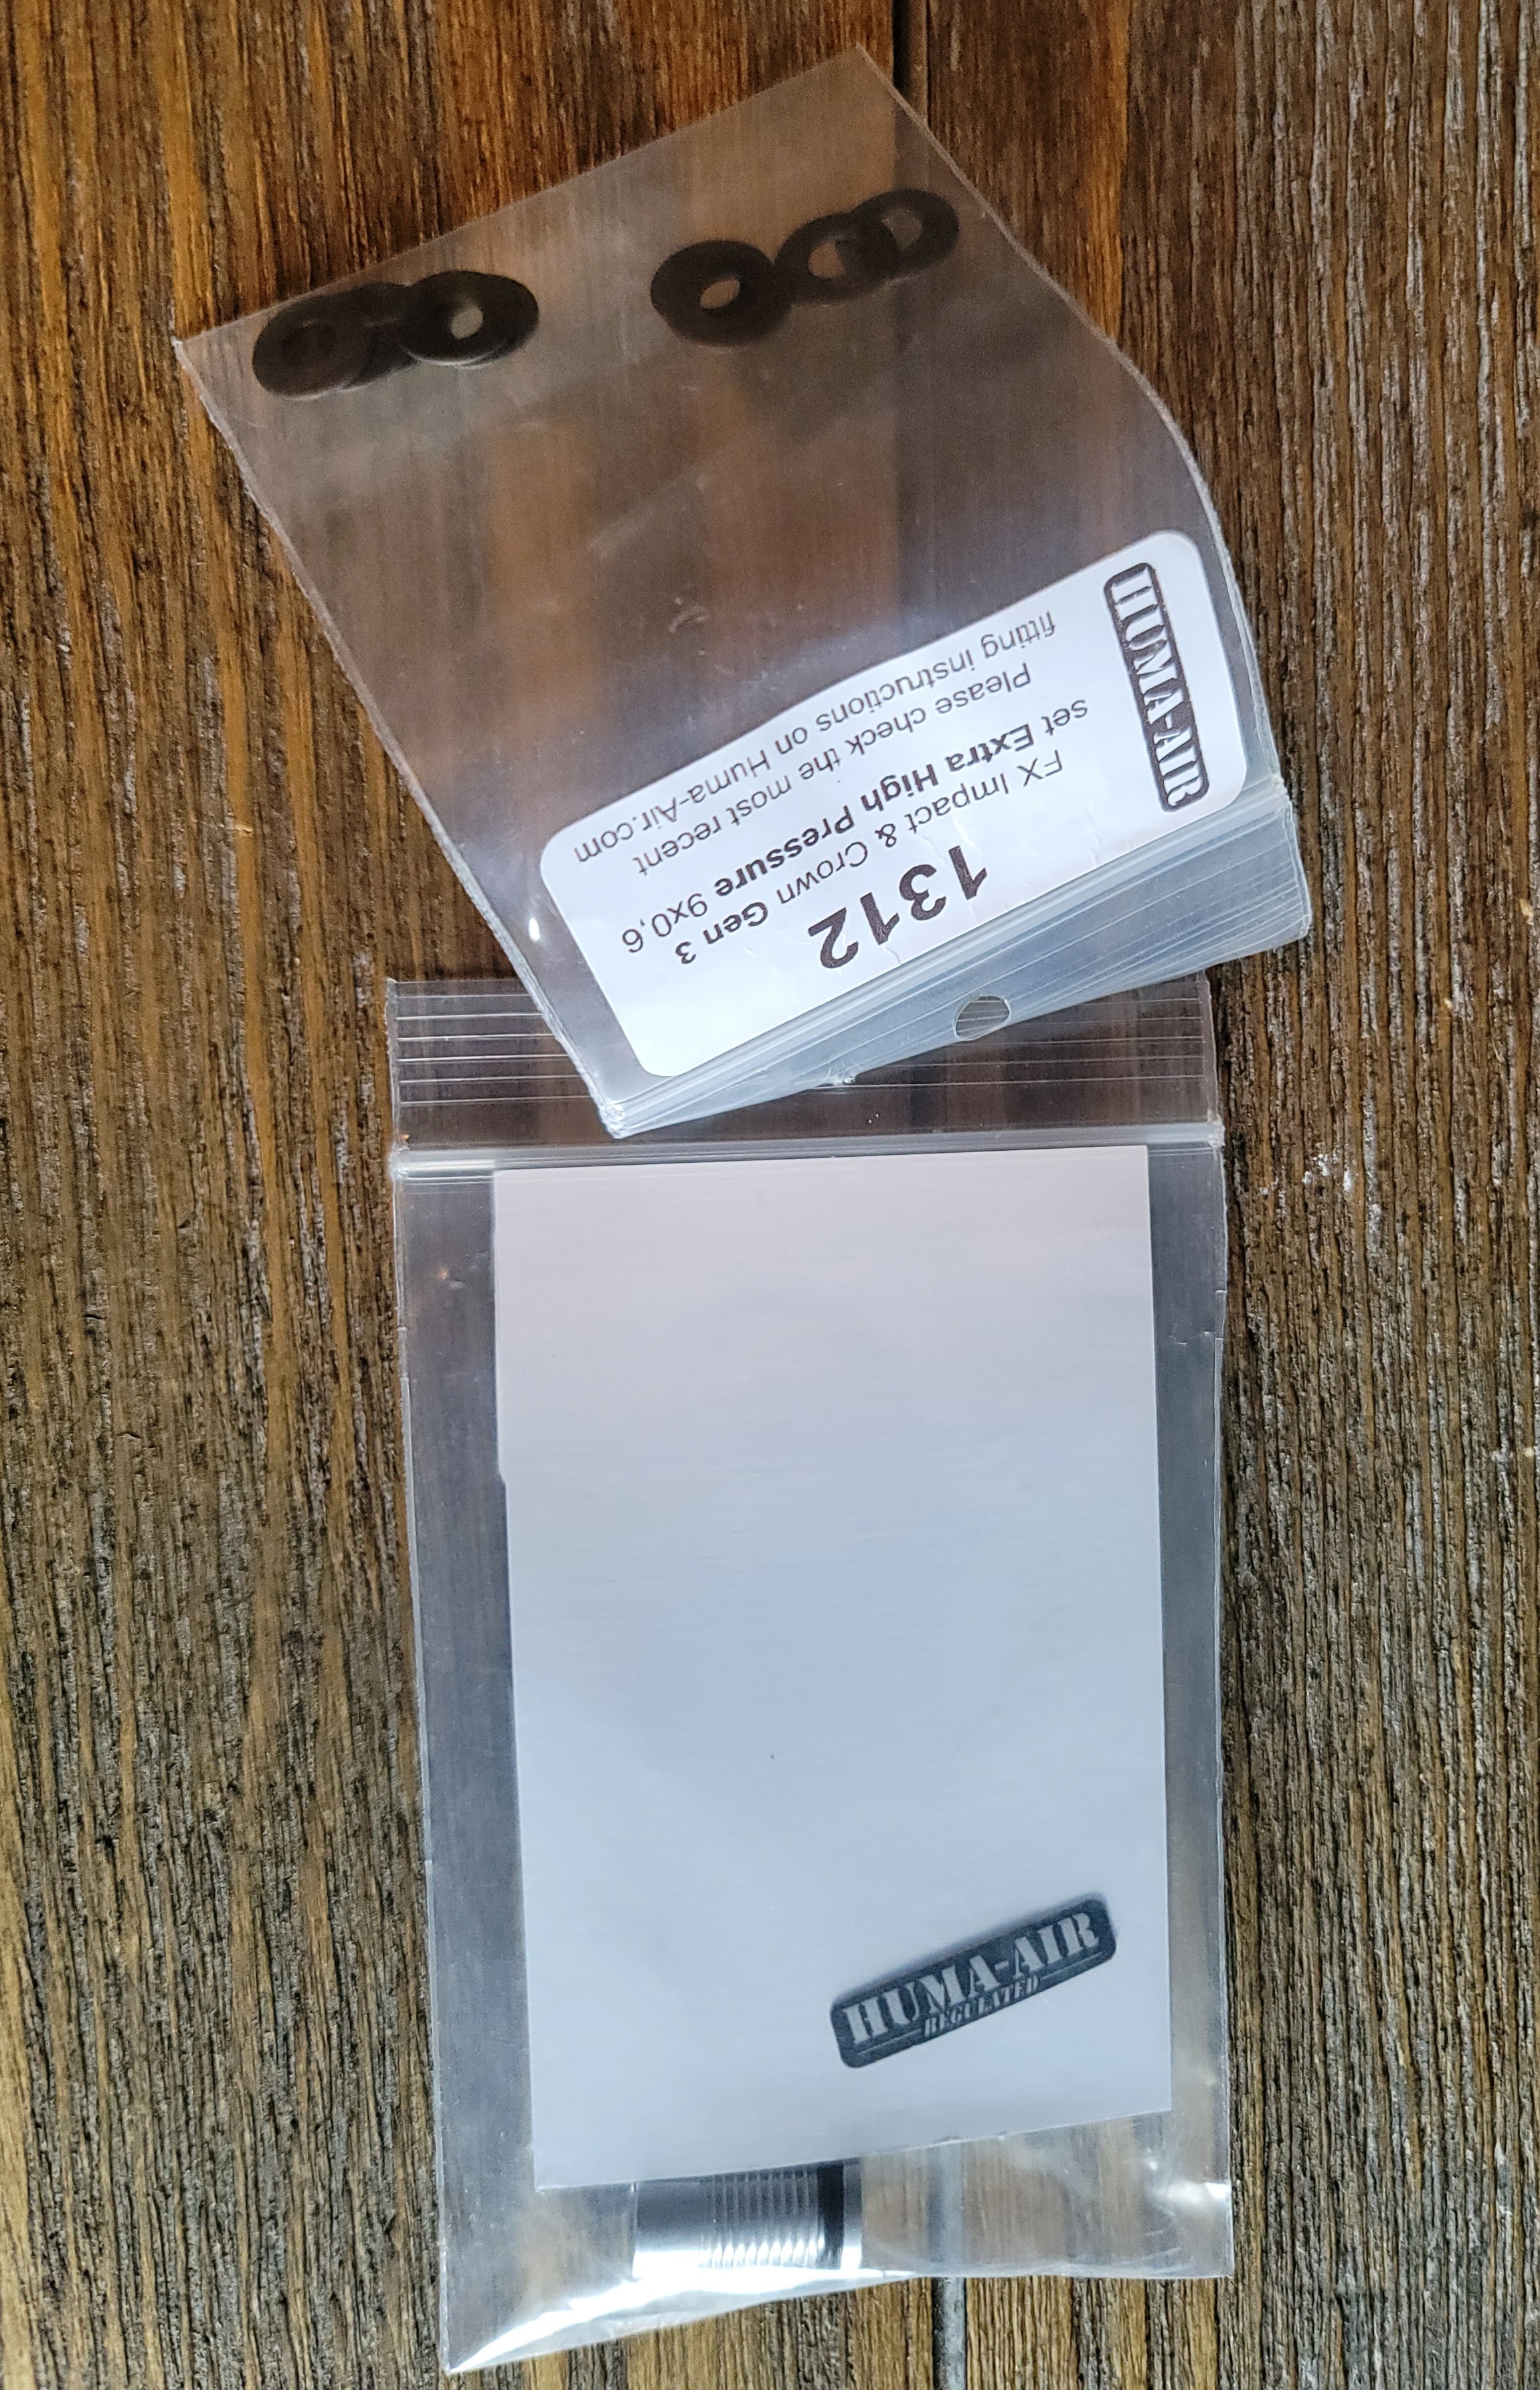 HUMA-AIR
1312
FX Impact & Crown Gen 3
set Extra High Pressure 9x0,6
Please check the most recent
fitting instructions on Huma-Air.com
HUMA-AIR
REGULATED